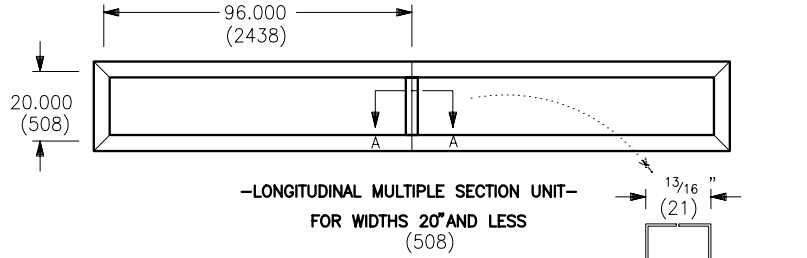 96.000
(2438)
20.000
(508)
A A
-LONGITUDINAL MULTIPLE SECTION UNIT-
FOR WIDTHS 20"AND LESS
(508)
13/16 "
(21)